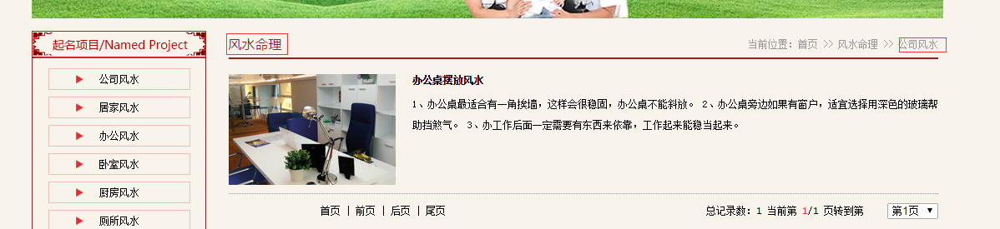 起名项目/Named Project
公司风水
居家风水
办公风水
卧室风水
厨房风水
厕所风水
风水命理
当前位置：首页 >> 风水命理 >> 公司风水
办公桌摆放风水
1、办公桌最适合有一角挨墙，这样会很稳固，办公桌不能斜放。 2、办公桌旁边如果有窗户，适宜选择用深色的玻璃帮
助挡煞气。 3、办工作后面一定需要有东西来依靠，工作起来能稳当起来。
首页 | 前页 | 后页 | 尾页
总记录数：1 当前第 1/1 页转到第 第1页